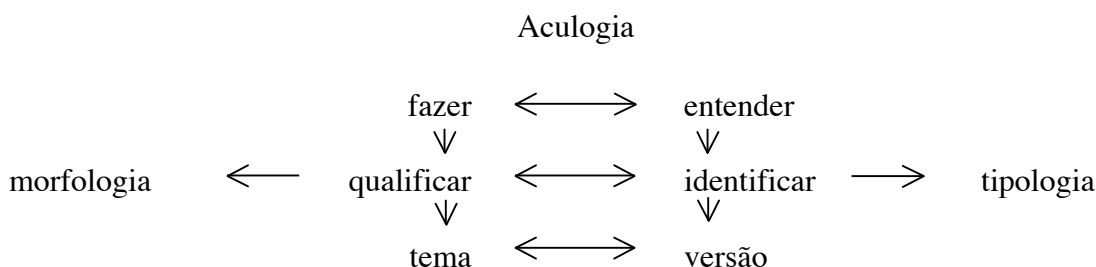 Aculogia
fazer entender
morfologia qualificar identificar tipologia
tema versão